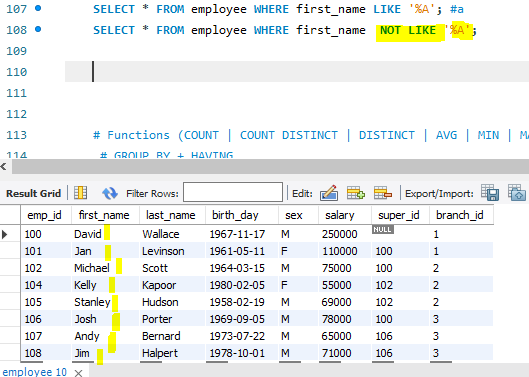 107 SELECT * FROM employee WHERE first_name LIKE '%A'; #a
108 SELECT * FROM employee WHERE first_name NOT LIKE '%A';
109
110
111
112
113 # Functions (COUNT | COUNT DISTINCT | DISTINCT | AVG | MIN |
114 # GROUP BY + HAVING
Result Grid Filter Rows: Edit: Export/Import:
emp_id first_name last_name birth_day sex salary super_id branch_id
100 David Wallace 1967-11-17 M 250000 NULL 1
101 Jan Levinson 1961-05-11 F 110000 100 1
102 Michael Scott 1964-03-15 M 75000 100 2
104 Kelly Kapoor 1980-02-05 F 55000 102 2
105 Stanley Hudson 1958-02-19 M 69000 102 2
106 Josh Porter 1969-09-05 M 78000 100 3
107 Andy Bernard 1973-07-22 M 65000 106 3
108 Jim Halpert 1978-10-01 M 71000 106 3
employee 10